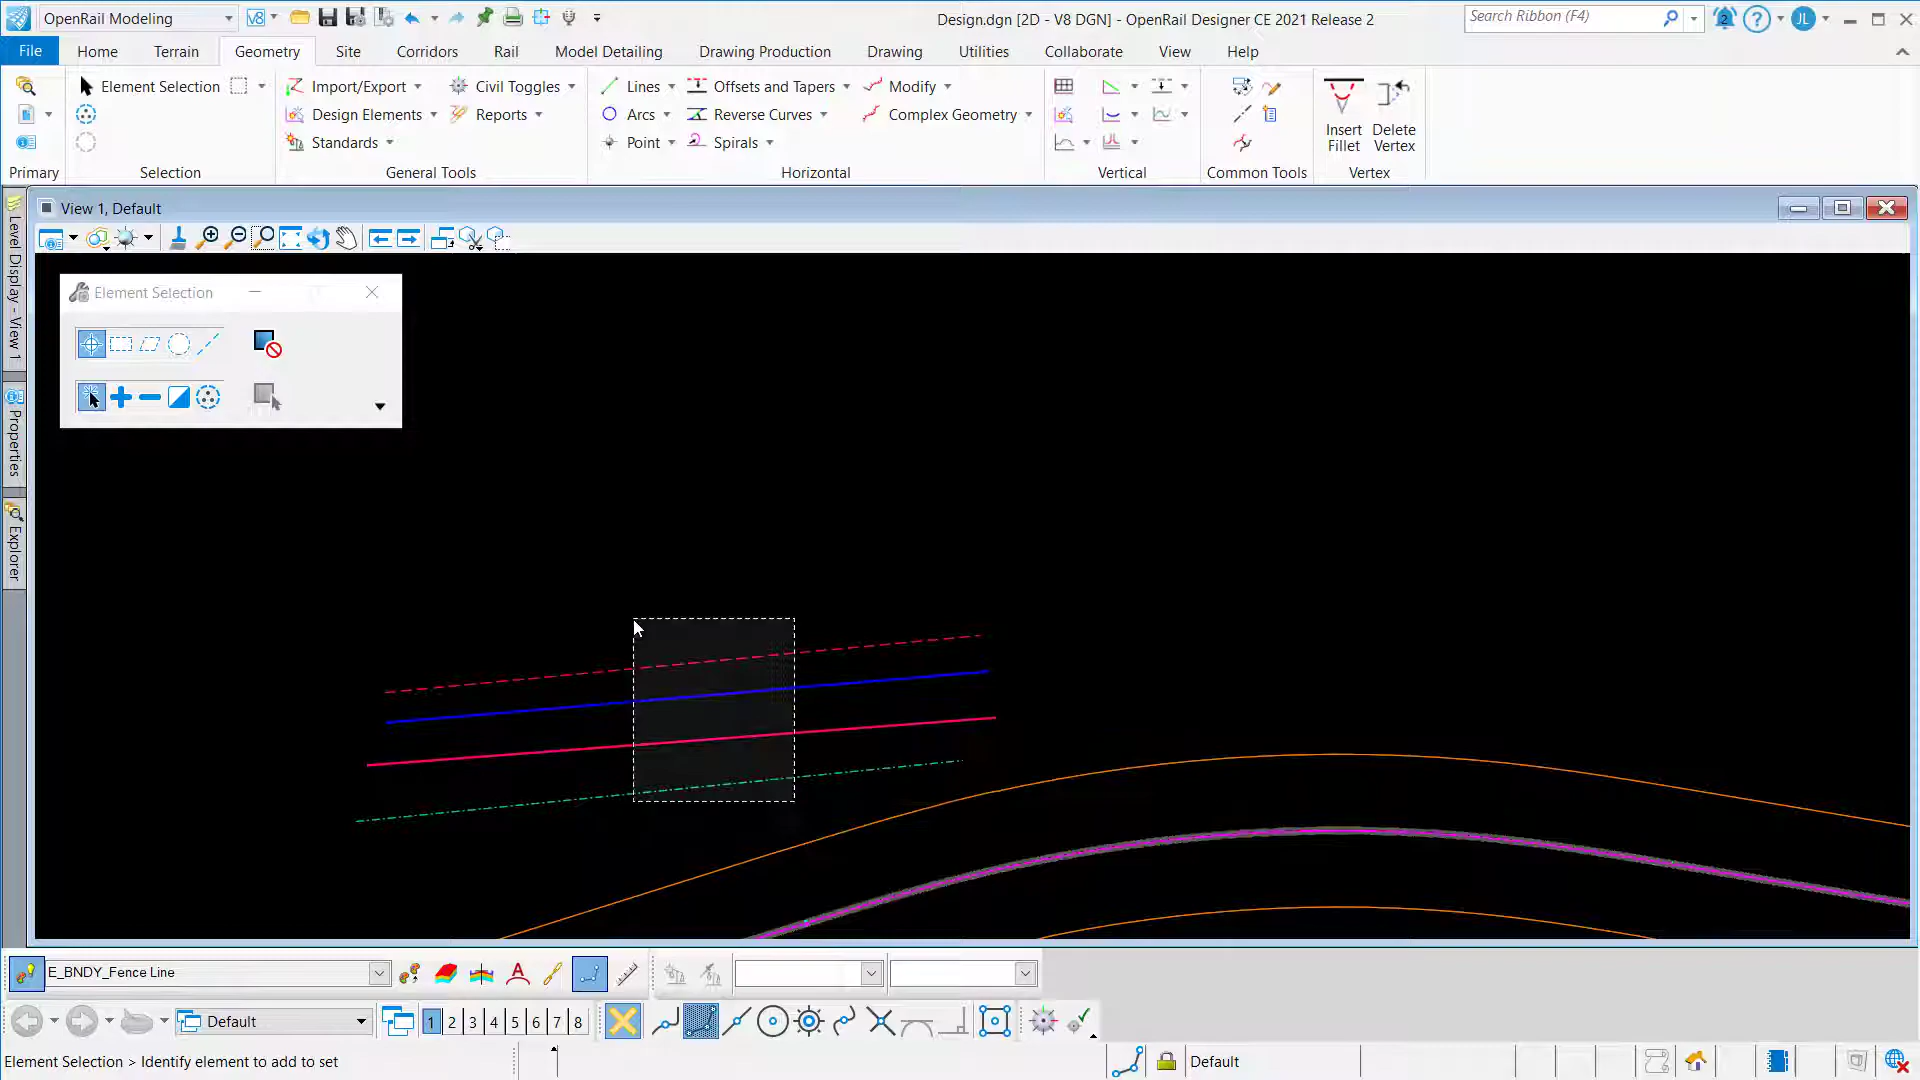 OpenRail Modeling
Design.dgn [2D - V8 DGN] - OpenRail Designer CE 2021 Release 2
Search Ribbon (F4)
2
JL
File
Home
Terrain
Geometry
Site
Corridors
Rail
Model Detailing
Drawing Production
Drawing
Utilities
Collaborate
View
Help
Element Selection
Import/Export
Civil Toggles
Lines
Offsets and Tapers
Modify
Design Elements
Reports
Arcs
Reverse Curves
Complex Geometry
Standards
Point
Spirals
Insert
Fillet
Delete
Vertex
Primary
Selection
General Tools
Horizontal
Vertical
Common Tools
Vertex
View 1, Default
Level Display - View 1
Properties
Explorer
Element Selection
E_BNDY_Fence Line
Default
1 2 3 4 5 6 7 8
Element Selection > Identify element to add to set
Default